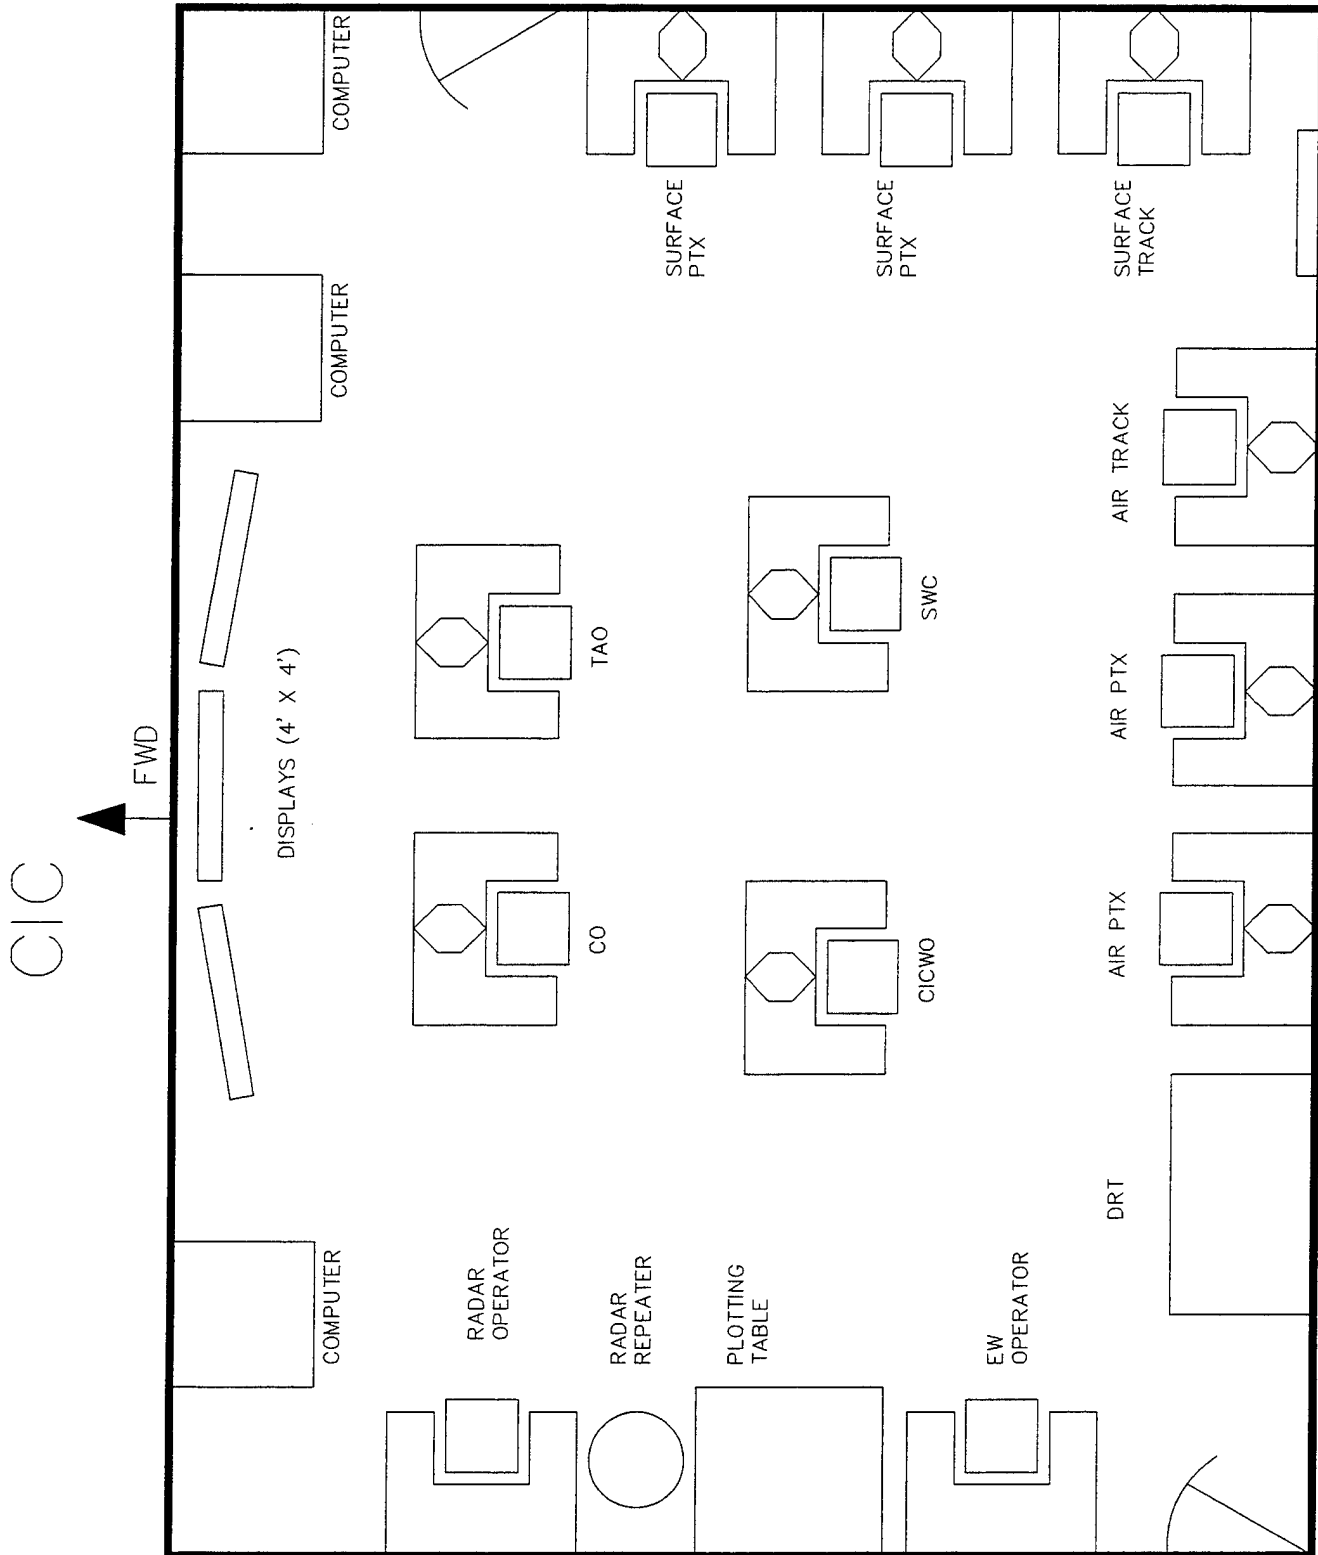 CIC
FWD
DISPLAYS (4' X 4')
COMPUTER
COMPUTER
COMPUTER
RADAR
OPERATOR
RADAR
REPEATER
PLOTTING
TABLE
EW
OPERATOR
DRT
CO
TAO
CICWO
SWC
SURFACE
PTX
SURFACE
PTX
SURFACE
TRACK
AIR PTX
AIR PTX
AIR TRACK